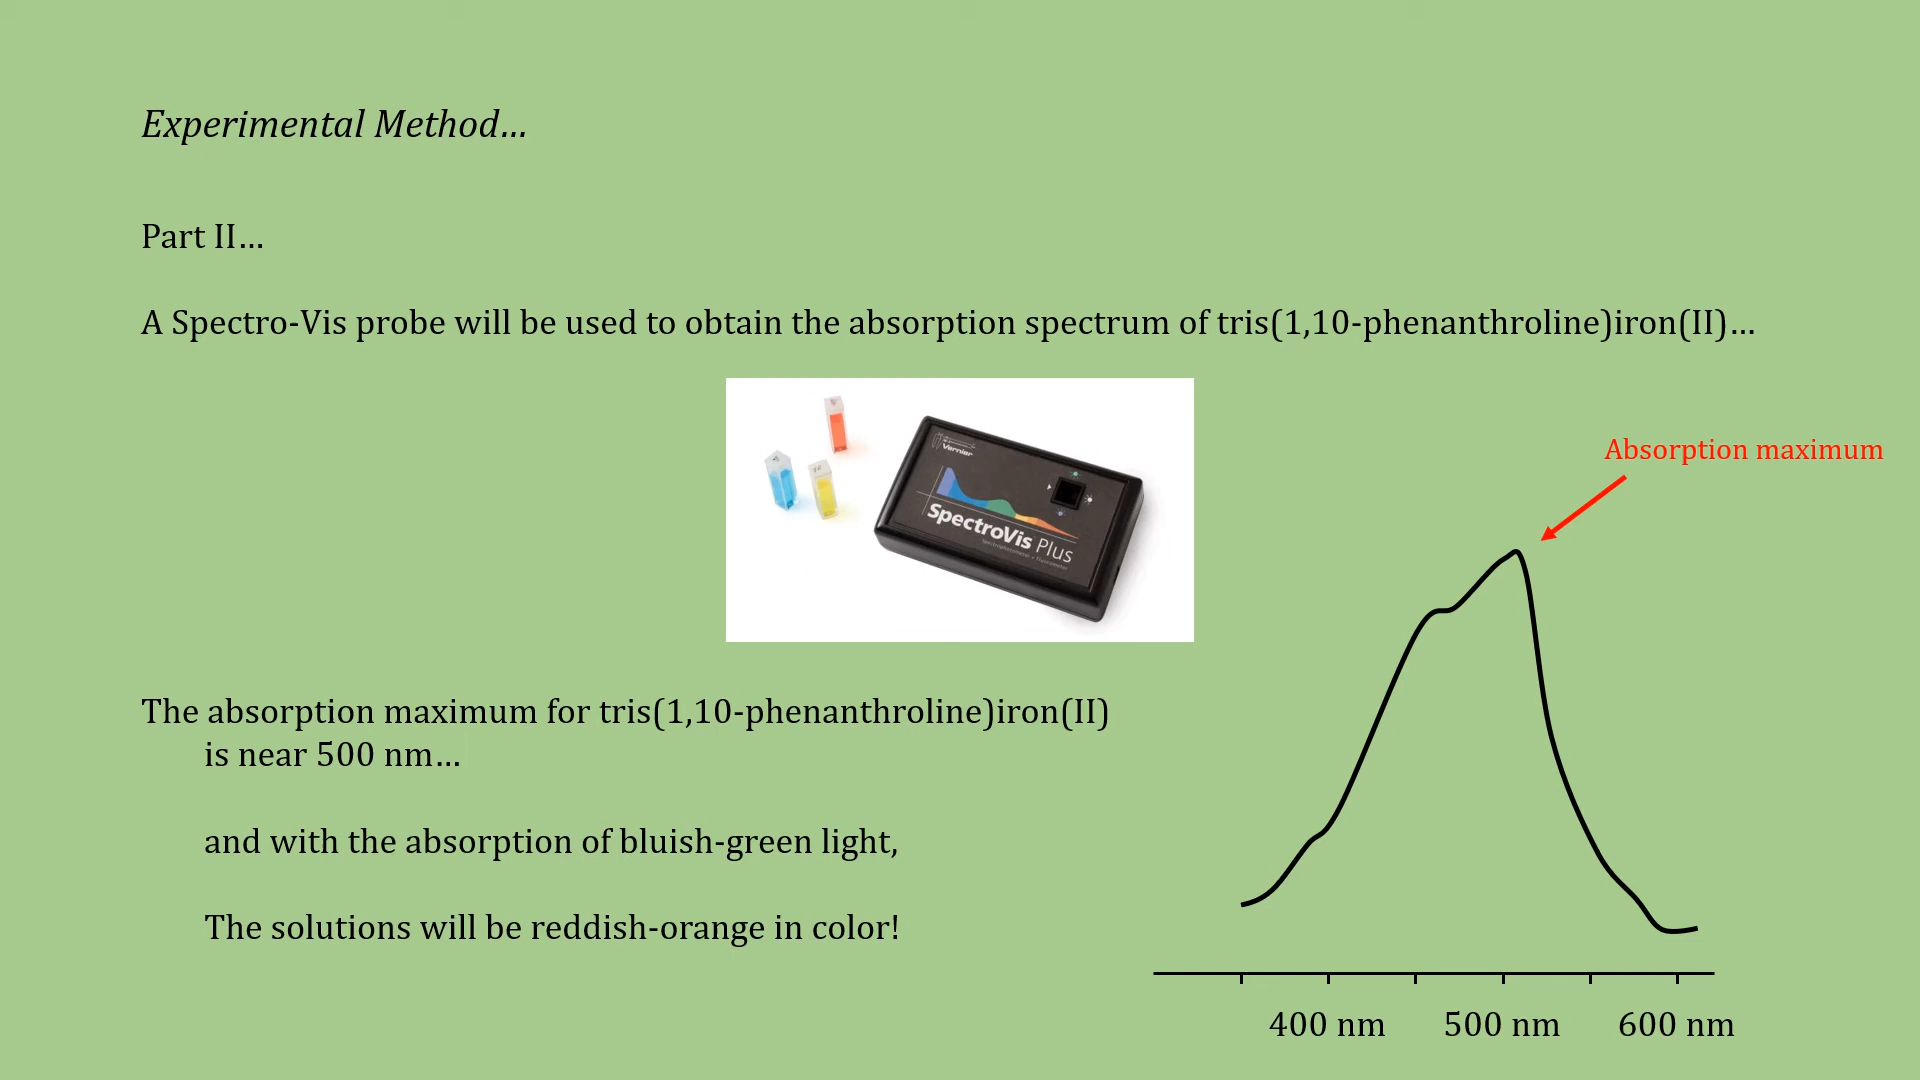 Experimental Method…
Part II…
A Spectro-Vis probe will be used to obtain the absorption spectrum of tris(1,10-phenanthroline)iron(II)…
Vernier
SpectroVis Plus
Spectrophotometer + Fluorometer
Absorption maximum
The absorption maximum for tris(1,10-phenanthroline)iron(II)
is near 500 nm…
and with the absorption of bluish-green light,
The solutions will be reddish-orange in color!
400 nm 500 nm 600 nm